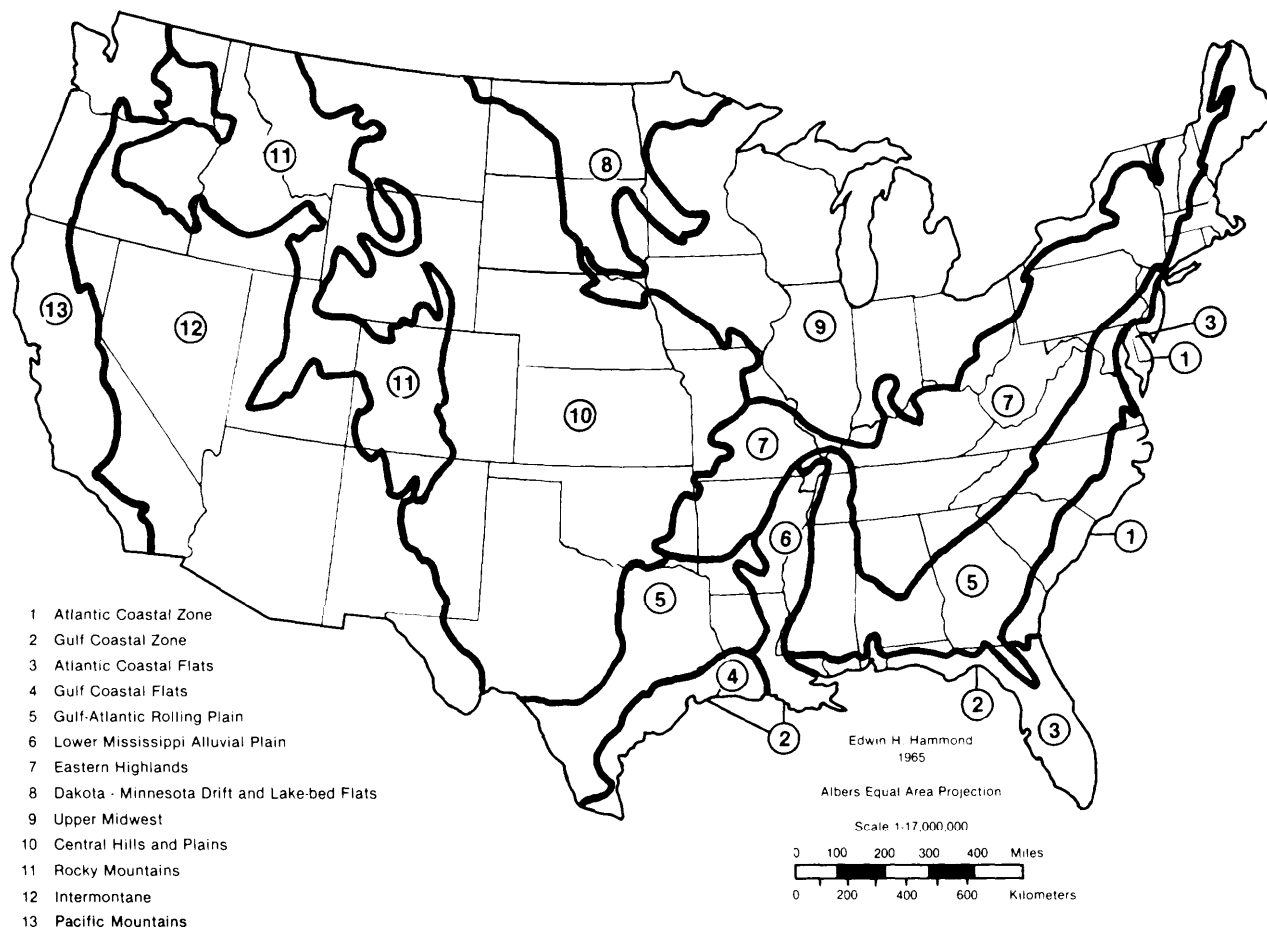 11
8
13
12
9
3
1
11
7
10
7
6
1
5
5
4
2
3
2
1 Atlantic Coastal Zone
2 Gulf Coastal Zone
3 Atlantic Coastal Flats
4 Gulf Coastal Flats
5 Gulf-Atlantic Rolling Plain
6 Lower Mississippi Alluvial Plain
7 Eastern Highlands
8 Dakota - Minnesota Drift and Lake-bed Flats
9 Upper Midwest
10 Central Hills and Plains
11 Rocky Mountains
12 Intermontane
13 Pacific Mountains
Edwin H. Hammond
1965
Albers Equal Area Projection
Scale 1-17,000,000
0 100 200 300 400 Miles
0 200 400 600 Kilometers